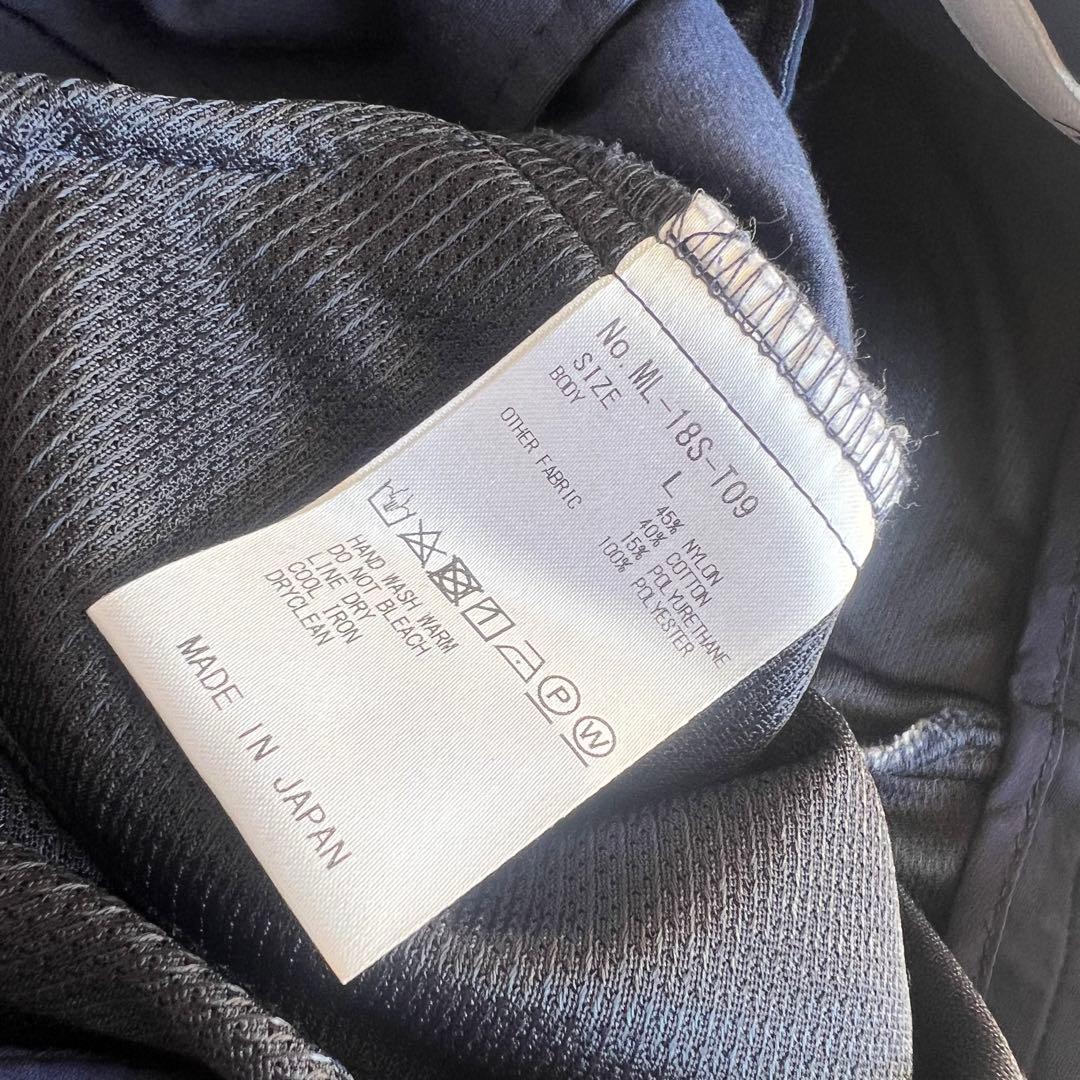 No. ML-18S-T09
SIZE L
BODY 45% NYLON
40% COTTON
15% POLYURETHANE
OTHER FABRIC 100% POLYESTER
P W
HAND WASH WARM
DO NOT BLEACH
LINE DRY
COOL IRON
DRYCLEAN
MADE IN JAPAN